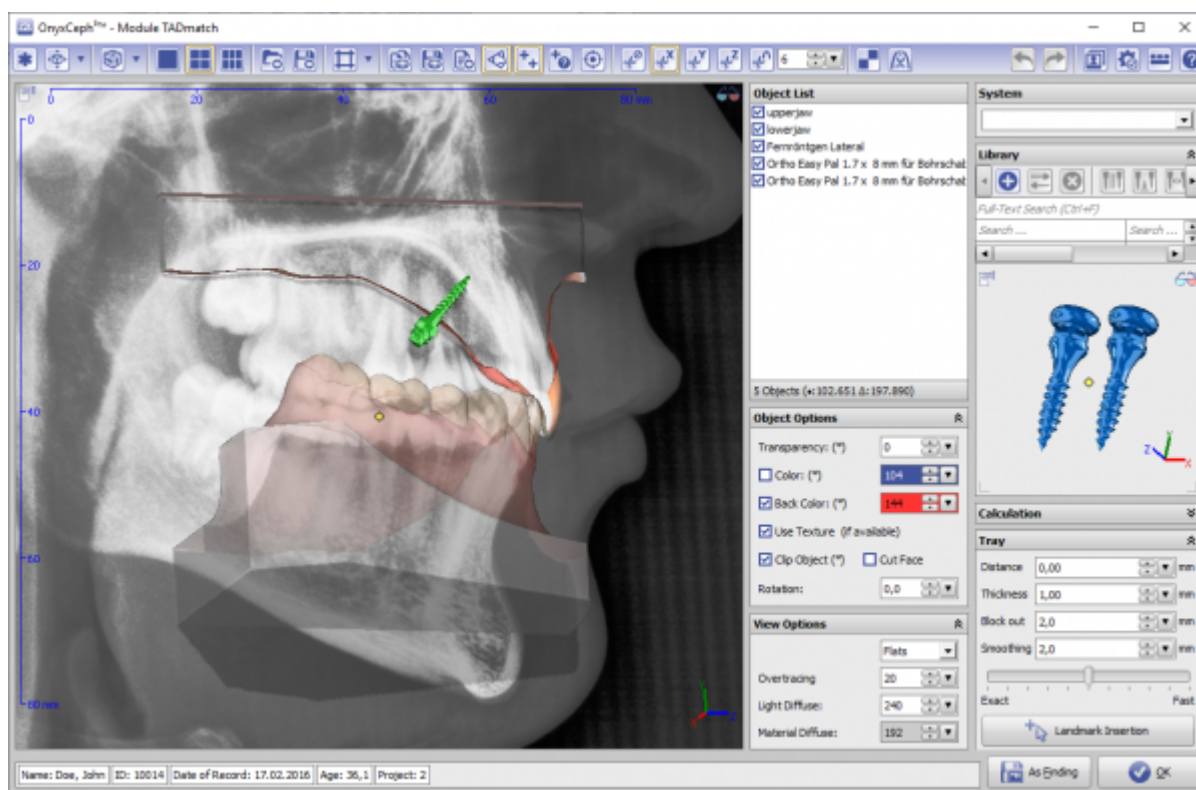 OnyxCeph³ᵀᴹ - Module TADmatch
6
0 20 40 60 80 mm
0
20
40
60
80 mm
Object List
upperjaw
lowerjaw
Fernröntgen Lateral
Ortho Easy Pal 1.7 x 8 mm für Bohrschab
Ortho Easy Pal 1.7 x 8 mm für Bohrschab
5 Objects (•:102.651 Δ:197.890)
Object Options
Transparency: (*) 0
Color: (*) 104
Back Color: (*) 144
Use Texture (if available)
Clip Object (*) Cut Face
Rotation: 0,0
View Options
Flats
Overtracing 20
Light Diffuse: 240
Material Diffuse: 192
System
Library
Full-Text Search (Ctrl+F)
Search ... Search ...
Z Y X
Calculation
Tray
Distance 0,00 mm
Thickness 1,00 mm
Block out 2,0 mm
Smoothing 2,0 mm
Exact Fast
Landmark Insertion
Name: Doe, John ID: 10014 Date of Record: 17.02.2016 Age: 36,1 Project: 2
As Ending OK